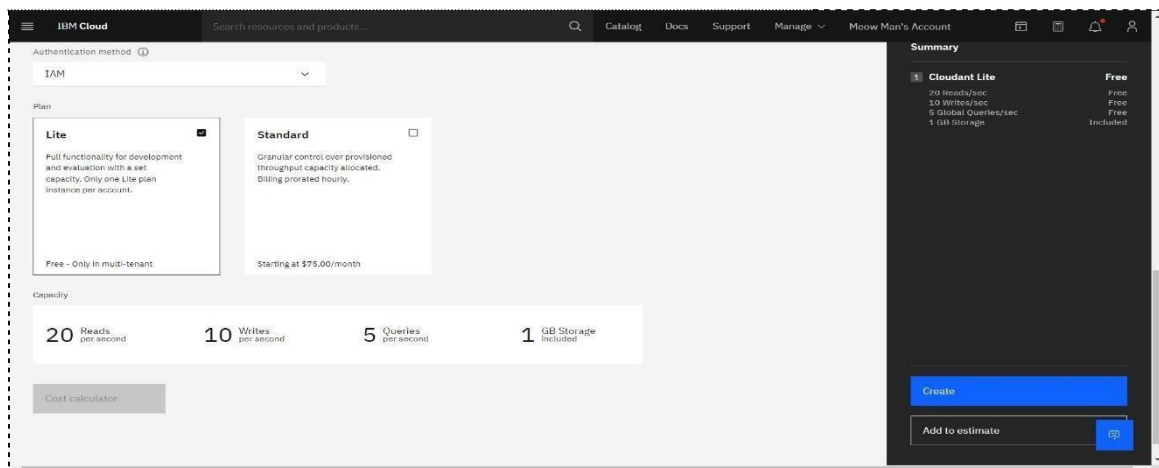 IBM Cloud
Search resources and products...
Catalog
Docs
Support
Manage
Meow Man's Account
Authentication method
IAM
Plan
Lite
Full functionality for development
and evaluation with a set
capacity. Only one Lite plan
instance per account.
Free - Only in multi-tenant
Standard
Granular control over provisioned
throughput capacity allocated.
Billing prorated hourly.
Starting at $75.00/month
Capacity
20 Reads
per second
10 Writes
per second
5 Queries
per second
1 GB Storage
included
Cost calculator
Summary
1 Cloudant Lite Free
20 Reads/sec Free
10 Writes/sec Free
5 Global Queries/sec Free
1 GB Storage Included
Create
Add to estimate